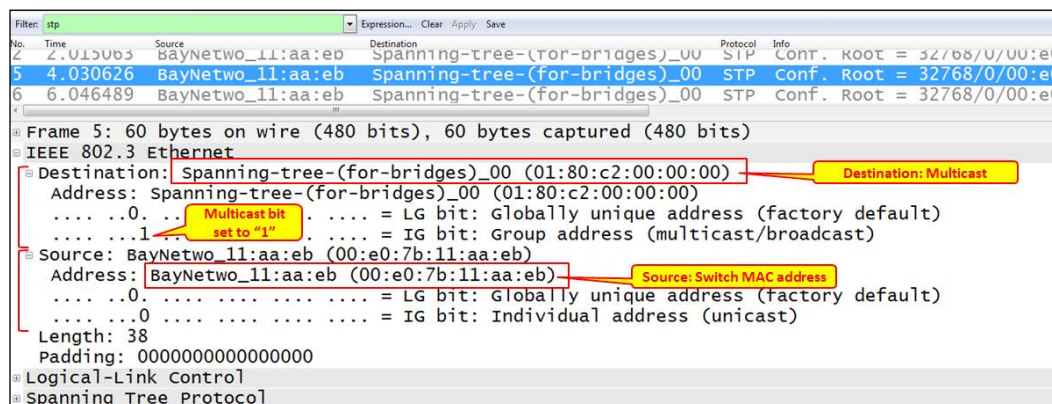 Filter: stp Expression... Clear Apply Save
No. Time Source Destination Protocol Info
2 2.015063 BayNetwo_11:aa:eb Spanning-tree-(for-bridges)_00 STP Conf. Root = 32768/0/00:e0
5 4.030626 BayNetwo_11:aa:eb Spanning-tree-(for-bridges)_00 STP Conf. Root = 32768/0/00:e
6 6.046489 BayNetwo_11:aa:eb Spanning-tree-(for-bridges)_00 STP Conf. Root = 32768/0/00:e
Frame 5: 60 bytes on wire (480 bits), 60 bytes captured (480 bits)
IEEE 802.3 Ethernet
Destination: Spanning-tree-(for-bridges)_00 (01:80:c2:00:00:00) Destination: Multicast
Address: Spanning-tree-(for-bridges)_00 (01:80:c2:00:00:00)
.... ..0. . .... = LG bit: Globally unique address (factory default)
Multicast bit
set to “1”
.... ...1 .... = IG bit: Group address (multicast/broadcast)
Source: BayNetwo_11:aa:eb (00:e0:7b:11:aa:eb)
Address: BayNetwo_11:aa:eb (00:e0:7b:11:aa:eb) Source: Switch MAC address
.... ..0. .... .... .... .... = LG bit: Globally unique address (factory default)
.... ...0 .... .... .... .... = IG bit: Individual address (unicast)
Length: 38
Padding: 0000000000000000
Logical-Link Control
Spanning Tree Protocol